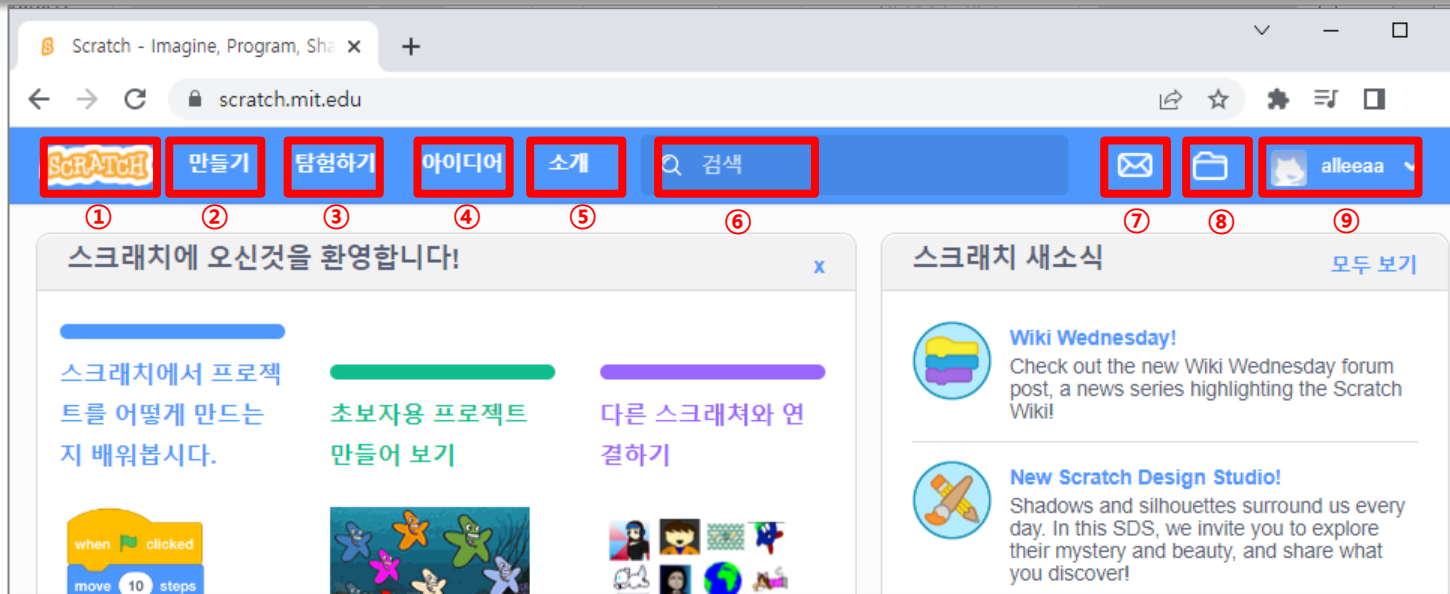 Scratch - Imagine, Program, Sha
scratch.mit.edu
SCRATCH 만들기 탐험하기 아이디어 소개 검색 alleeaa
① ② ③ ④ ⑤ ⑥ ⑦ ⑧ ⑨
스크래치에 오신것을 환영합니다!
x
스크래치에서 프로젝
트를 어떻게 만드는
지 배워봅시다.
when clicked
move 10 steps
초보자용 프로젝트
만들어 보기
다른 스크래쳐와 연
결하기
스크래치 새소식
모두 보기
Wiki Wednesday!
Check out the new Wiki Wednesday forum
post, a news series highlighting the Scratch
Wiki!
New Scratch Design Studio!
Shadows and silhouettes surround us every
day. In this SDS, we invite you to explore
their mystery and beauty, and share what
you discover!